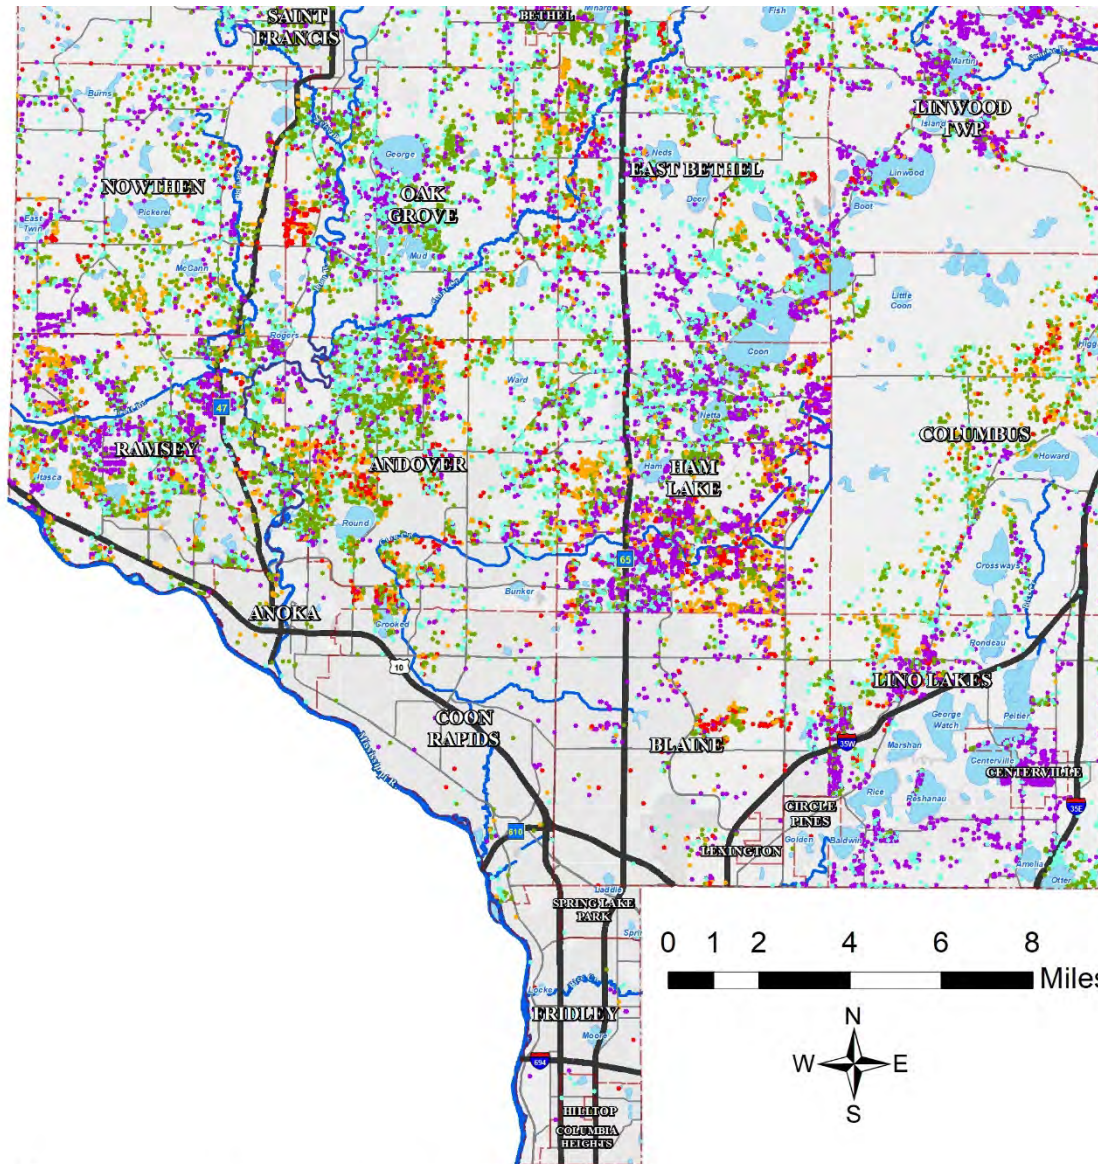 SAINT
FRANCIS
BETHEL
Minard
Fish
Martin
Burns
LINWOOD
TWP
Island
George
Neds
EAST BETHEL
Linwood
NOWTHEN
OAK
GROVE
Deer
Boot
Pickerel
East
Twin
Mud
McCann
Little
Coon
Rogers
Coon
Ward
47
Netta
RAMSEY
COLUMBUS
ANDOVER
Ham
HAM
LAKE
Howard
Itasca
Round
65
Crossways
Bunker
ANOKA
Crooked
Rondeau
10
LINO LAKES
COON
RAPIDS
George
Watch
Peltier
BLAINE
35W
Marshan
Mississippi R.
Centerville
CENTERVILLE
Rice
Reshanau
CIRCLE
PINES
35E
610
Golden
Baldwin
LEXINGTON
Amelia
Otter
Laddie
SPRING LAKE
PARK
0 1 2 4 6 8
Miles
Locke
FRIDLEY
Moore
N
W E
S
694
HILLTOP
COLUMBIA
HEIGHTS